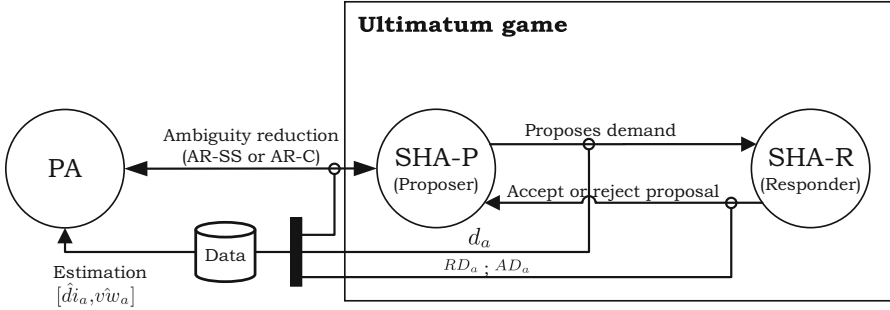 Ultimatum game
Ambiguity reduction
(AR-SS or AR-C)
PA
SHA-P
(Proposer)
Proposes demand
SHA-R
(Responder)
Accept or reject proposal
Data
d_a
RD_a ; AD_a
Estimation
[\hat{di}_a,\hat{vw}_a]